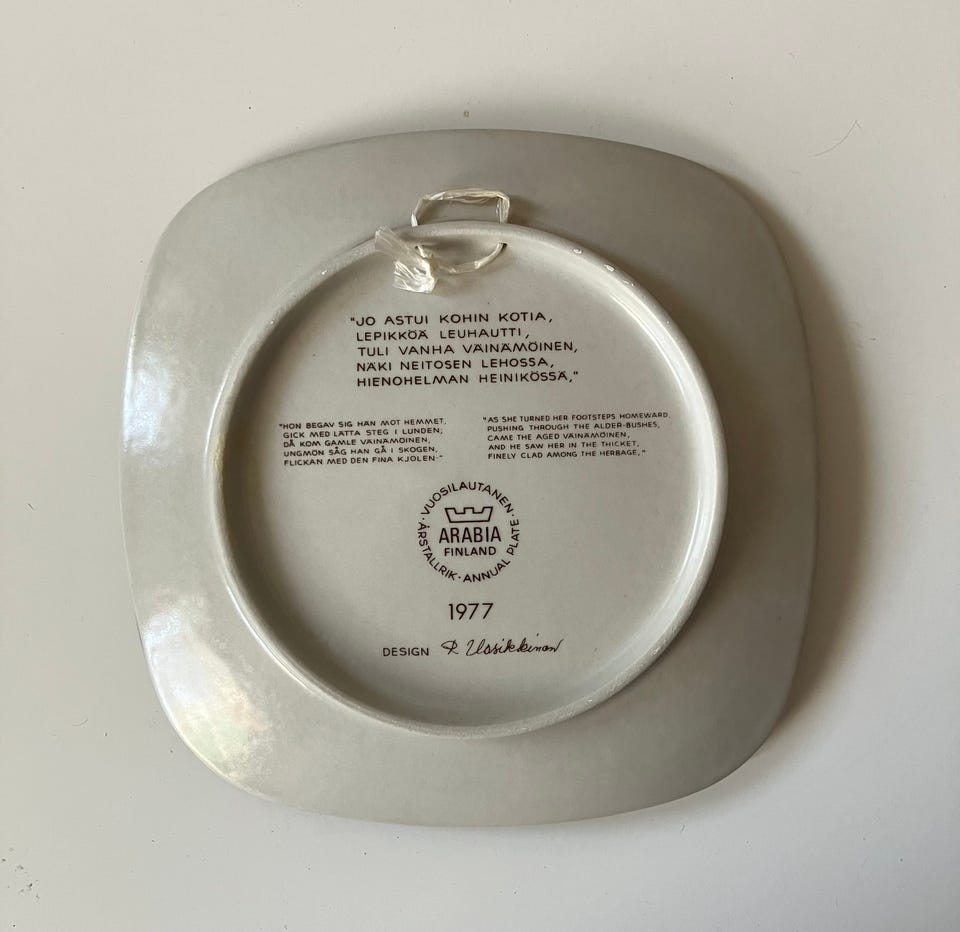 "JO ASTUI KOHIN KOTIA,
LEPIKKÖÄ LEUHAUTTI,
TULI VANHA VÄINÄMÖINEN,
NÄKI NEITOSEN LEHOSSA,
HIENOHELMAN HEINIKÖSSÄ,"
"HON BEGAV SIG HÄN MOT HEMMET,
GICK MED LÄTTA STEG I LUNDEN;
DÅ KOM GAMLE VÄINÄMÖINEN,
UNGMÖN SÅG HAN GÅ I SKOGEN,
FLICKAN MED DEN FINA KJOLEN-"
"AS SHE TURNED HER FOOTSTEPS HOMEWARD,
PUSHING THROUGH THE ALDER-BUSHES,
CAME THE AGED VÄINÄMÖINEN,
AND HE SAW HER IN THE THICKET,
FINELY CLAD AMONG THE HERBAGE,"
· VUOSILAUTANEN · ANNUAL PLATE · ÅRSTALLRIK
ARABIA
FINLAND
1977
DESIGN R Uosikkinen